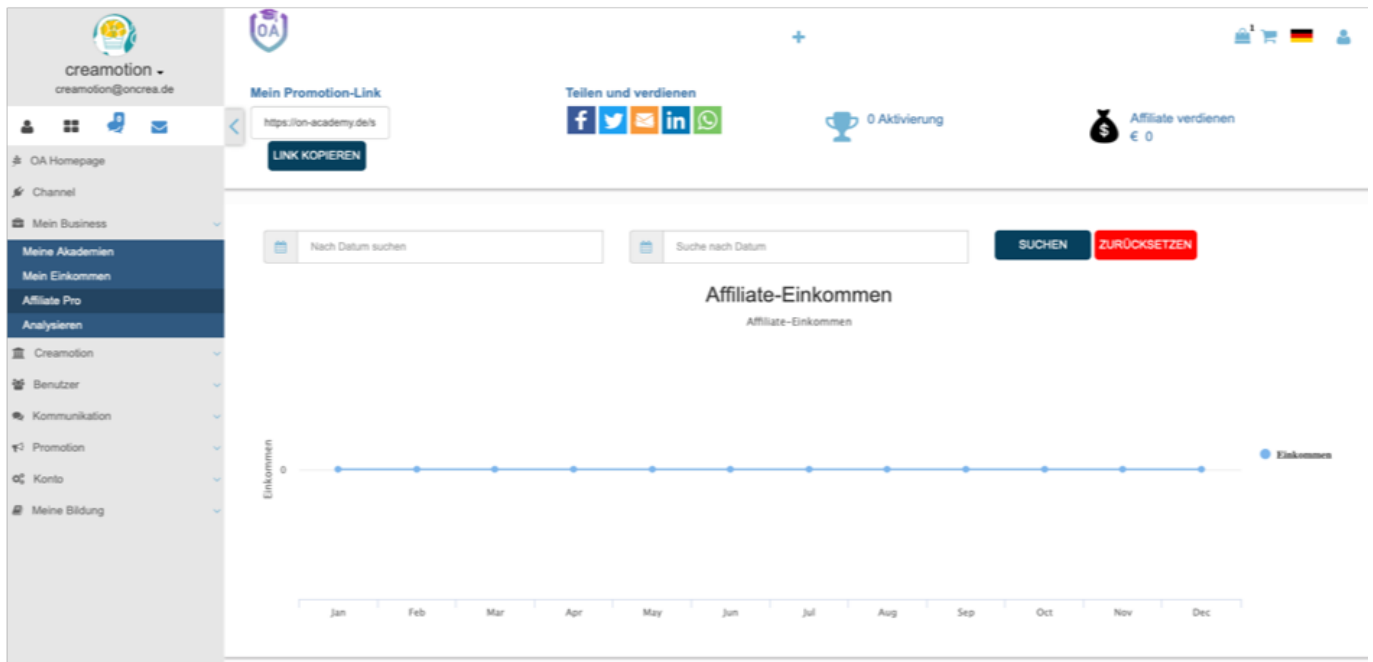 OA
creamotion
creamotion@oncrea.de
1
Mein Promotion-Link
https://on-academy.de/s
LINK KOPIEREN
Teilen und verdienen
0 Aktivierung
Affiliate verdienen
€ 0
OA Homepage
Channel
Mein Business
Meine Akademien
Mein Einkommen
Affiliate Pro
Analysieren
Creamotion
Benutzer
Kommunikation
Promotion
Konto
Meine Bildung
Nach Datum suchen
Suche nach Datum
SUCHEN
ZURÜCKSETZEN
Affiliate-Einkommen
Affiliate-Einkommen
Einkommen
0
Einkommen
Jan Feb Mar Apr May Jun Jul Aug Sep Oct Nov Dec